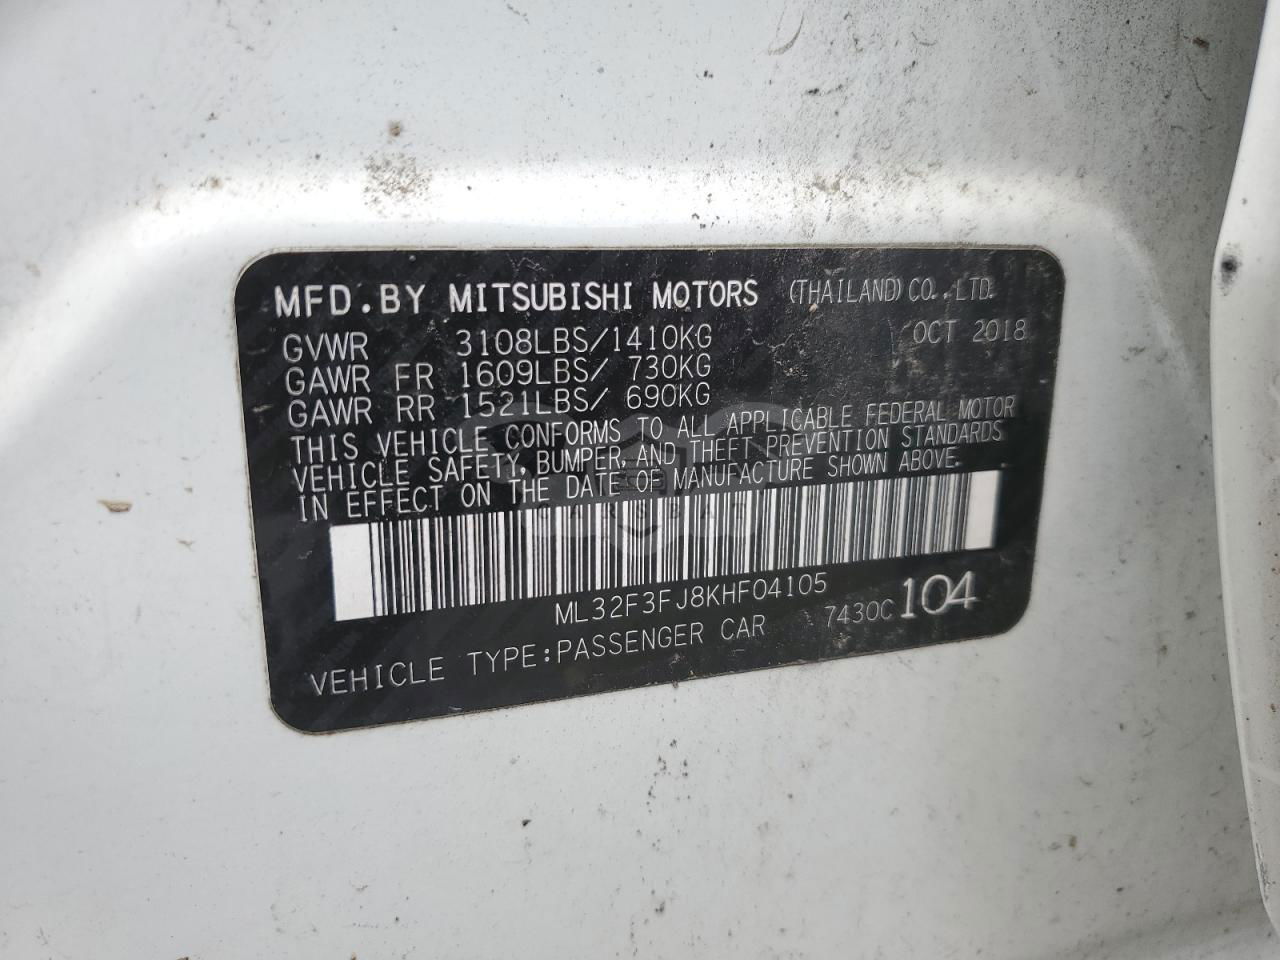 MFD.BY MITSUBISHI MOTORS (THAILAND) CO.,LTD.
GVWR 3108LBS/1410KG OCT 2018
GAWR FR 1609LBS/ 730KG
GAWR RR 1521LBS/ 690KG
THIS VEHICLE CONFORMS TO ALL APPLICABLE FEDERAL MOTOR
VEHICLE SAFETY, BUMPER, AND THEFT PREVENTION STANDARDS
IN EFFECT ON THE DATE OF MANUFACTURE SHOWN ABOVE.
ML32F3FJ8KHF04105
VEHICLE TYPE:PASSENGER CAR 7430C 104